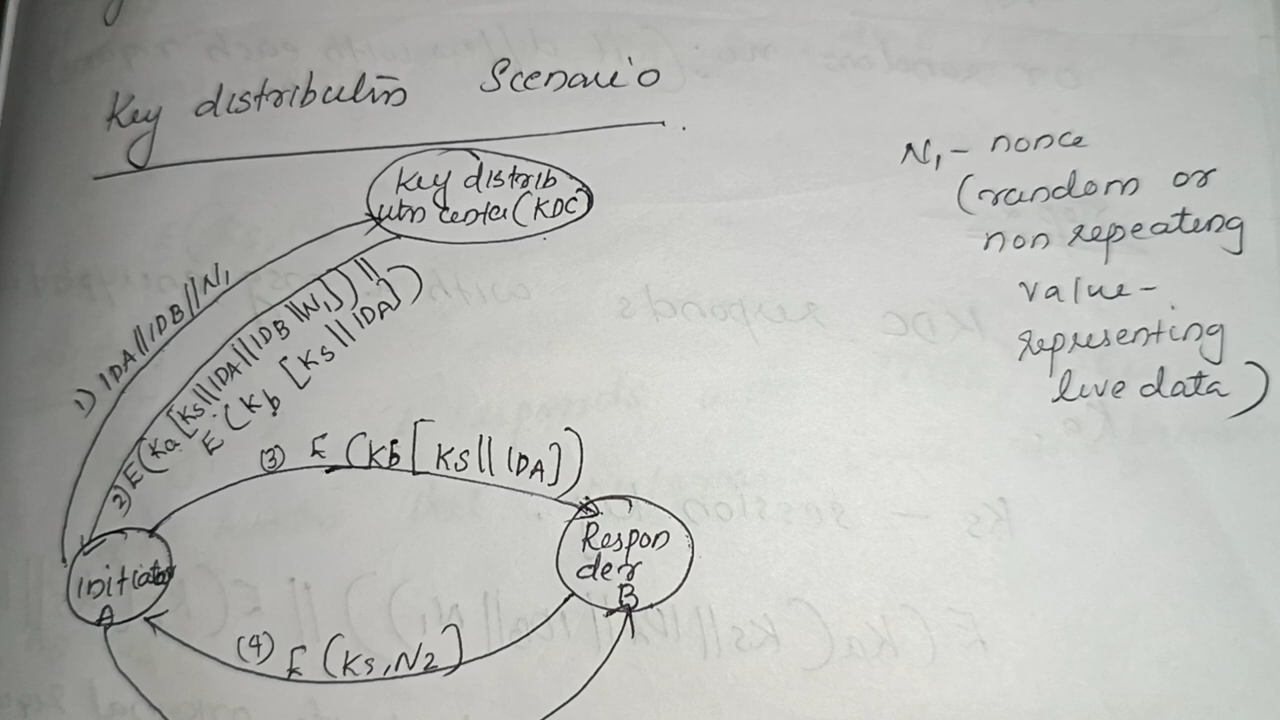 Key distribution Scenario
Key distrib
ution center (KDC)
N1 - nonce
(random or
non repeating
value -
representing
live data)
1) IDA || IDB || N1
2) E(Ka[Ks || IDA || IDB || N1]) ||
E(Kb [Ks || IDA])
(3) E (Kb [Ks || IDA])
Initiator
A
Respon
der
B
(4) E (Ks, N2)